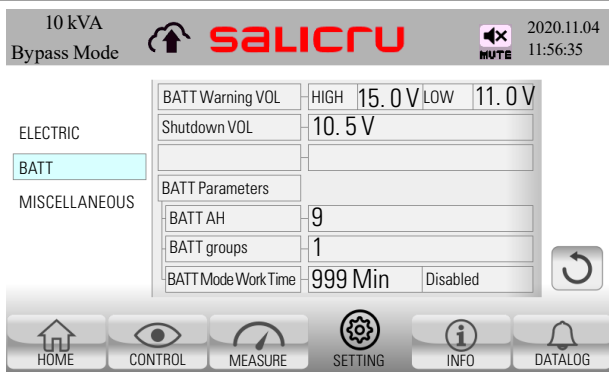 10 kVA
Bypass Mode
salicru
MUTE
2020.11.04
11:56:35
ELECTRIC
BATT
MISCELLANEOUS
BATT Warning VOL HIGH 15.0V LOW 11.0V
Shutdown VOL 10.5V
BATT Parameters
BATT AH 9
BATT groups 1
BATT Mode Work Time 999 Min Disabled
HOME CONTROL MEASURE SETTING INFO DATALOG